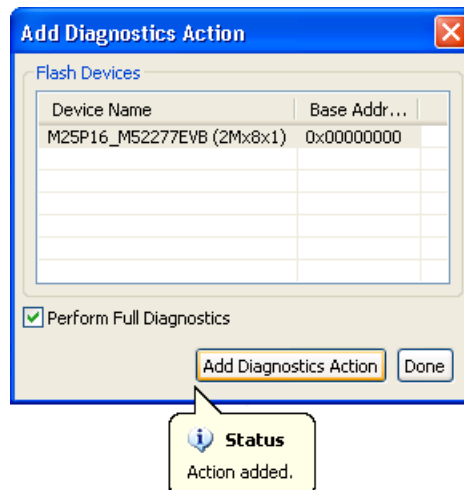 Add Diagnostics Action
Flash Devices
Device Name Base Addr...
M25P16_M52277EVB (2Mx8x1) 0x00000000
Perform Full Diagnostics
Add Diagnostics Action Done
Status
Action added.